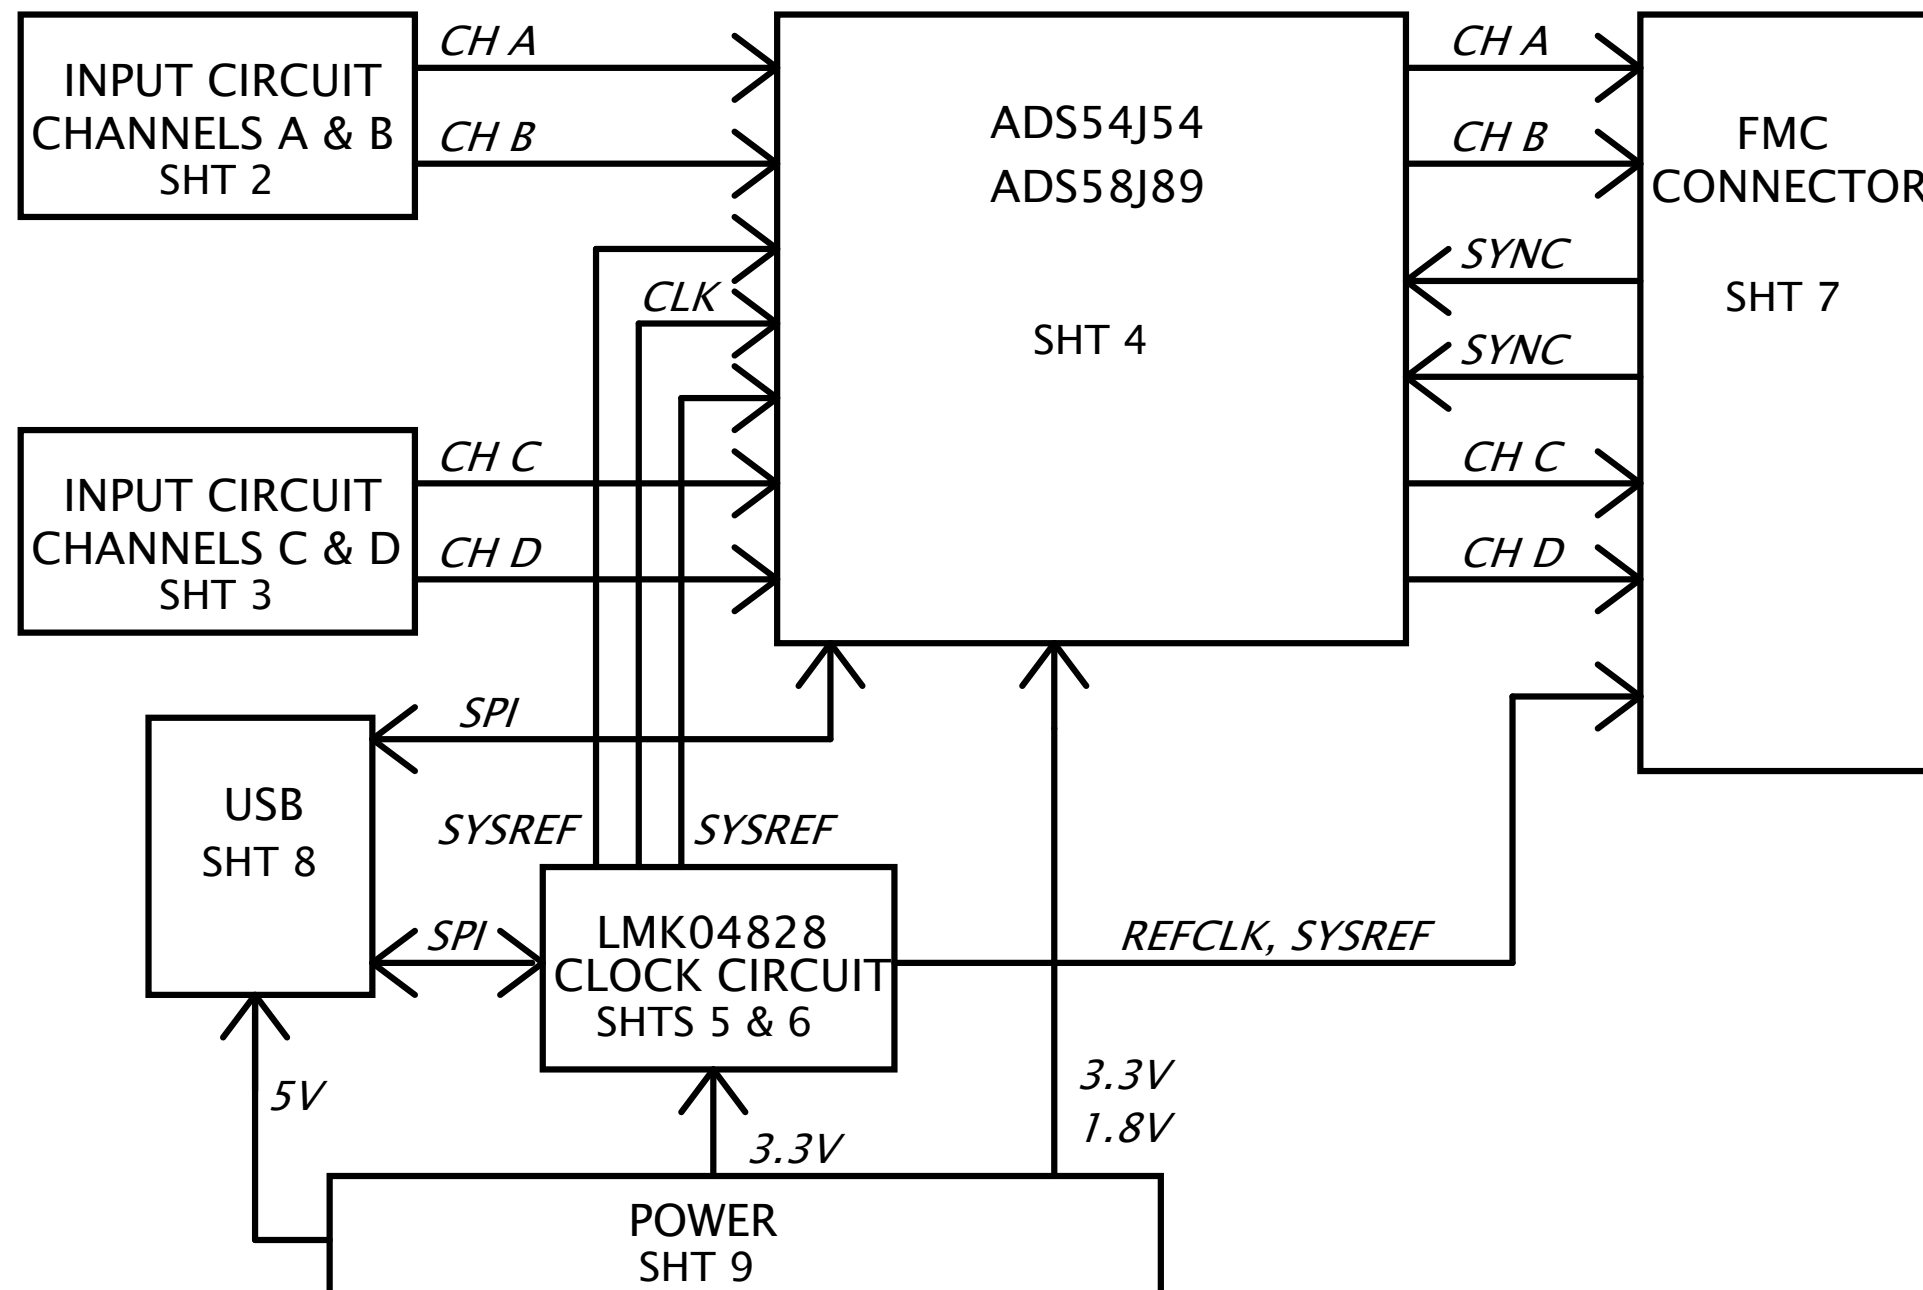 CH A
INPUT CIRCUIT
CHANNELS A & B
SHT 2
CH B
ADS54J54
ADS58J89
SHT 4
CH A
CH B
FMC
CONNECTOR
SHT 7
SYNC
SYNC
CLK
CH C
INPUT CIRCUIT
CHANNELS C & D
SHT 3
CH D
CH C
CH D
SPI
USB
SHT 8
SYSREF
SYSREF
SPI
LMK04828
CLOCK CIRCUIT
SHTS 5 & 6
REFCLK, SYSREF
5V
3.3V
3.3V
1.8V
POWER
SHT 9